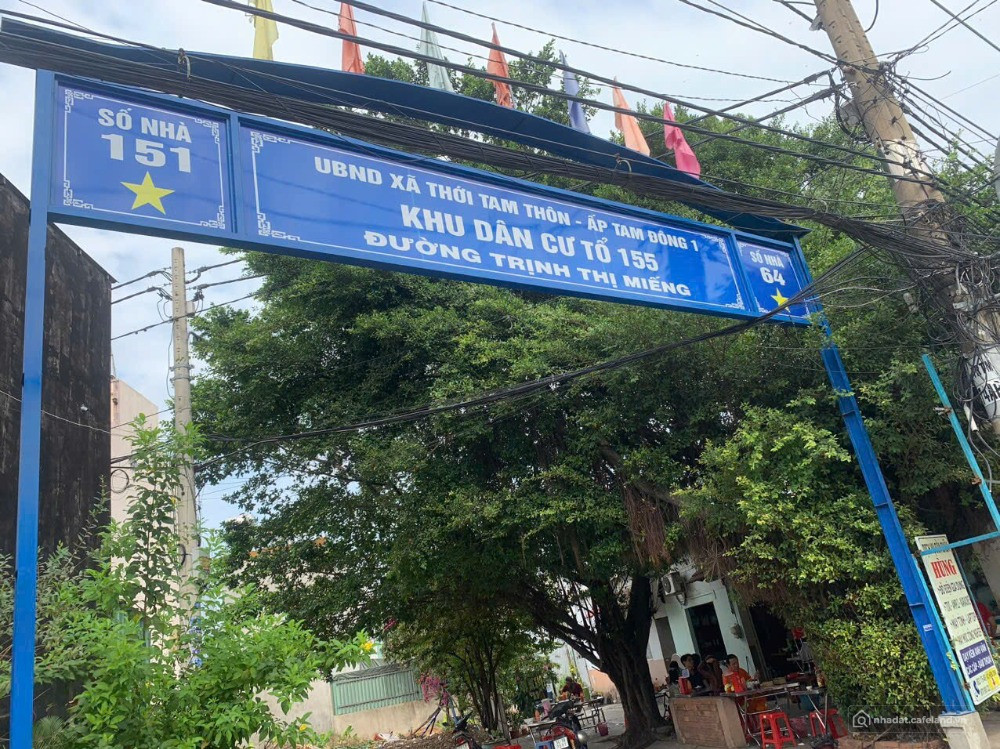 SỐ NHÀ
151
UBND XÃ THỚI TAM THÔN - ẤP TAM ĐÔNG 1
KHU DÂN CƯ TỔ 155
ĐƯỜNG TRỊNH THỊ MIẾNG
SỐ NHÀ
64
HÙNG
nhadat.cafeland.vn